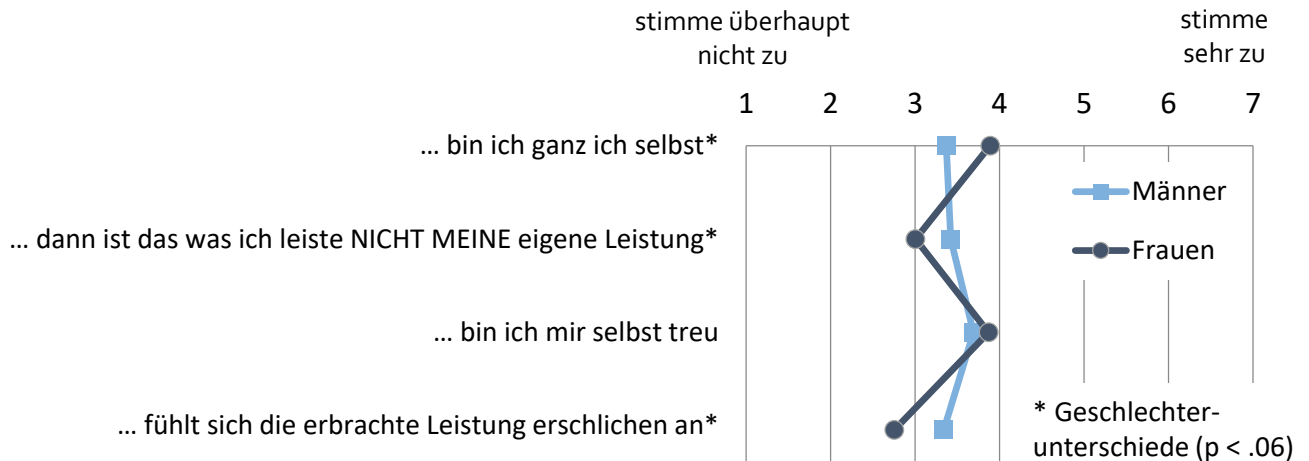 stimme überhaupt
nicht zu
stimme
sehr zu
1 2 3 4 5 6 7
... bin ich ganz ich selbst*
... dann ist das was ich leiste NICHT MEINE eigene Leistung*
... bin ich mir selbst treu
... fühlt sich die erbrachte Leistung erschlichen an*
Männer
Frauen
* Geschlechter-
unterschiede (p < .06)